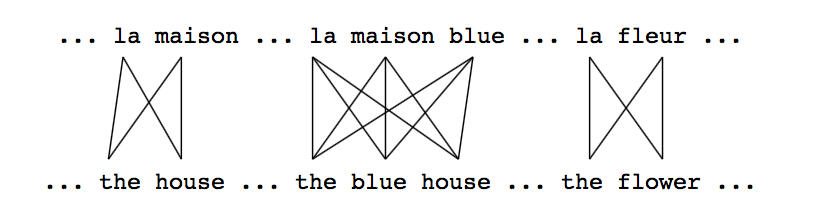 ... la maison ... la maison blue ... la fleur ...
... the house ... the blue house ... the flower ...